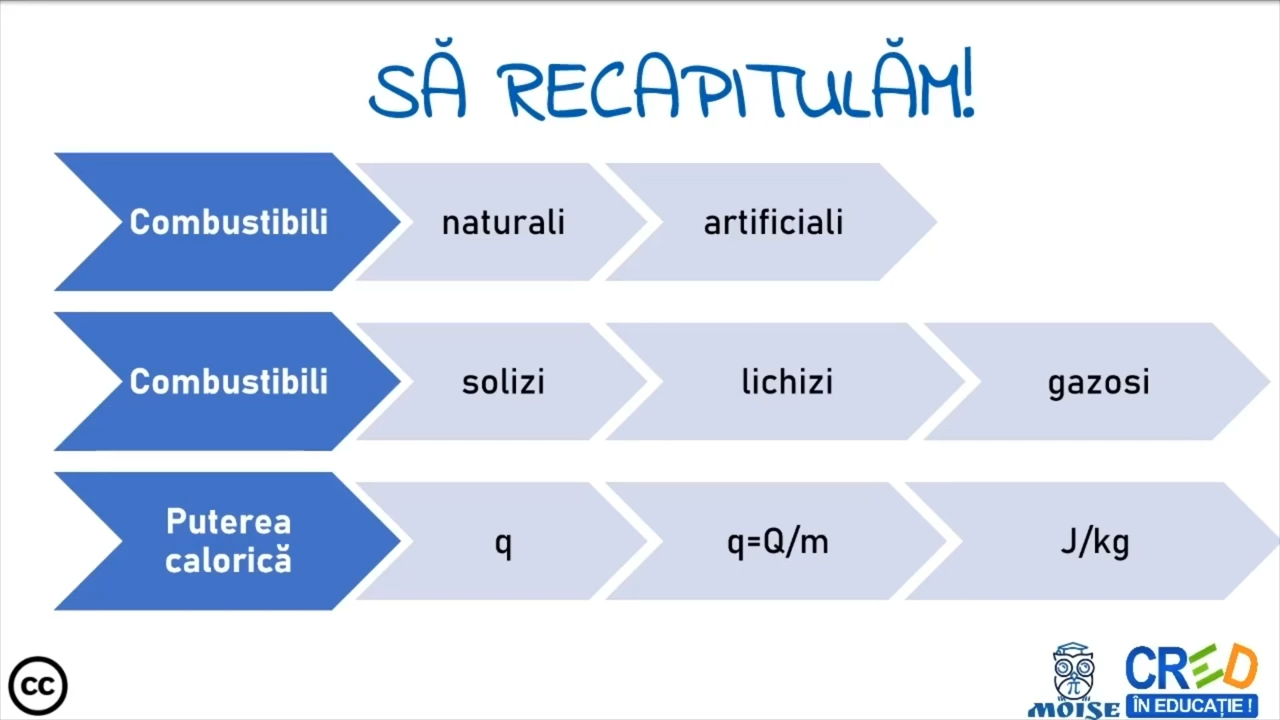 SĂ RECAPITULĂM!
Combustibili
naturali
artificiali
Combustibili
solizi
lichizi
gazosi
Puterea
calorică
q
q=Q/m
J/kg
cc
π
MOISE
CRED
ÎN EDUCAȚIE !